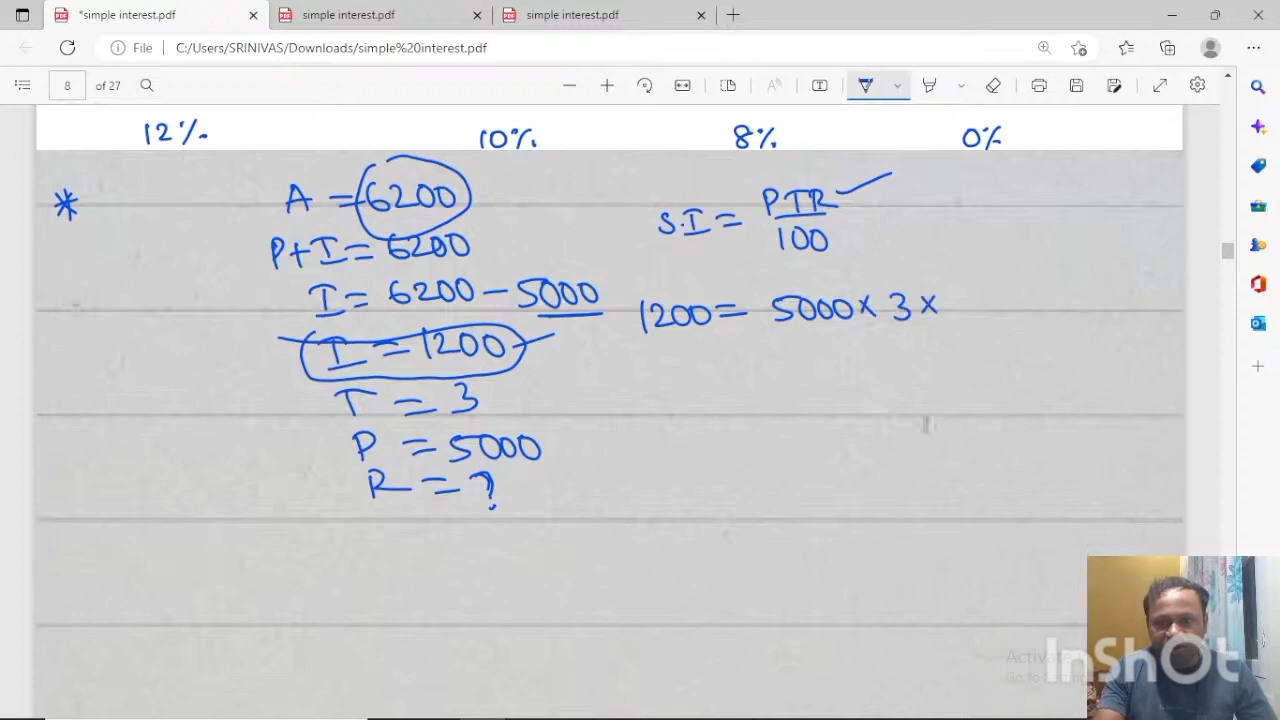 *simple interest.pdf
simple interest.pdf
simple interest.pdf
File
C:/Users/SRINIVAS/Downloads/simple%20interest.pdf
8 of 27
12%. 10%. 8%. 0%
* A = 6200
P+I = 6200
I = 6200 - 5000
I = 1200
T = 3
P = 5000
R = ?
S.I = PTR
100
1200 = 5000 × 3 ×
InShOt